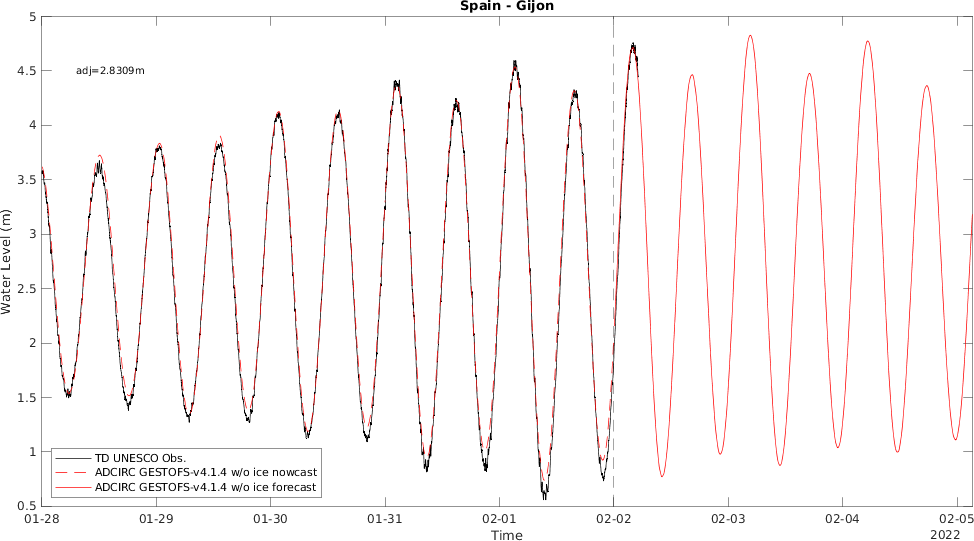 Spain - Gijon
adj=2.8309m
Water Level (m)
5
4.5
4
3.5
3
2.5
2
1.5
1
0.5
TD UNESCO Obs.
ADCIRC GESTOFS-v4.1.4 w/o ice nowcast
ADCIRC GESTOFS-v4.1.4 w/o ice forecast
01-28 01-29 01-30 01-31 02-01 02-02 02-03 02-04 02-05
Time 2022